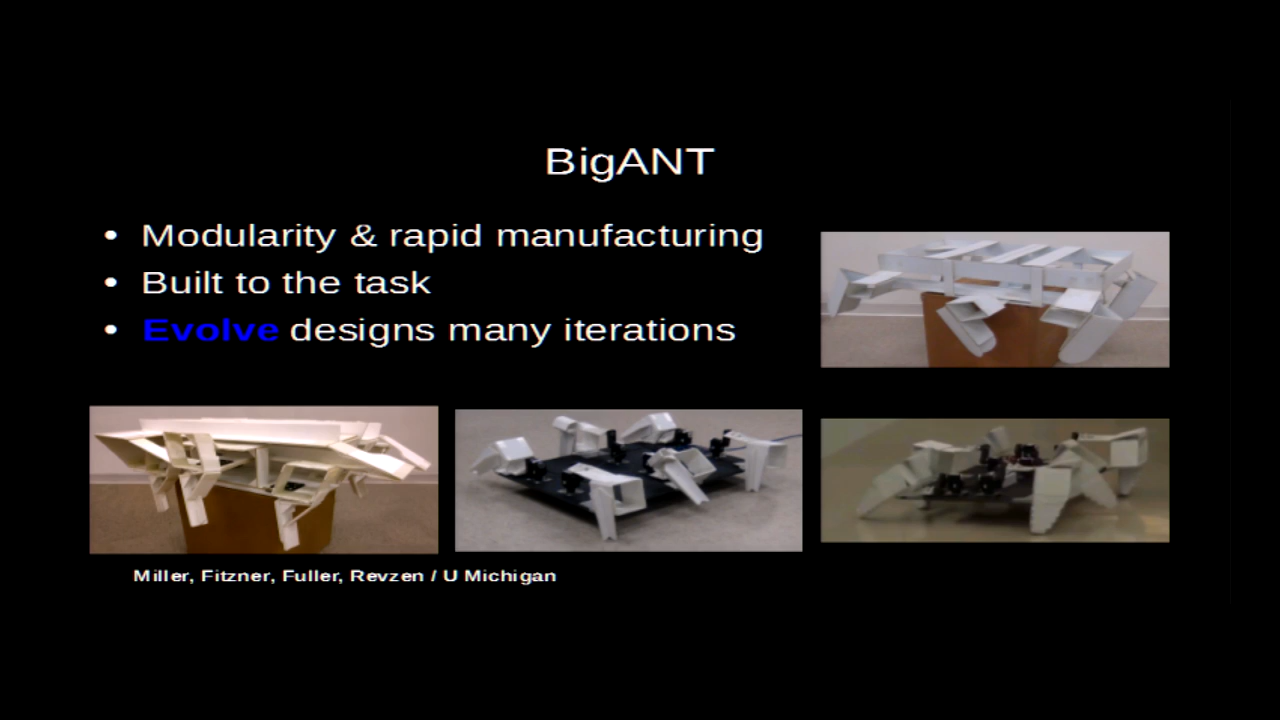 BigANT
• Modularity & rapid manufacturing
• Built to the task
• Evolve designs many iterations
Miller, Fitzner, Fuller, Revzen / U Michigan